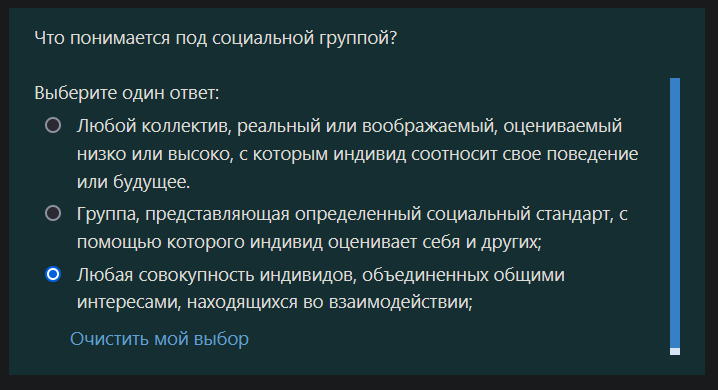 Что понимается под социальной группой?
Выберите один ответ:
Любой коллектив, реальный или воображаемый, оцениваемый
низко или высоко, с которым индивид соотносит свое поведение
или будущее.
Группа, представляющая определенный социальный стандарт, с
помощью которого индивид оценивает себя и других;
Любая совокупность индивидов, объединенных общими
интересами, находящихся во взаимодействии;
Очистить мой выбор